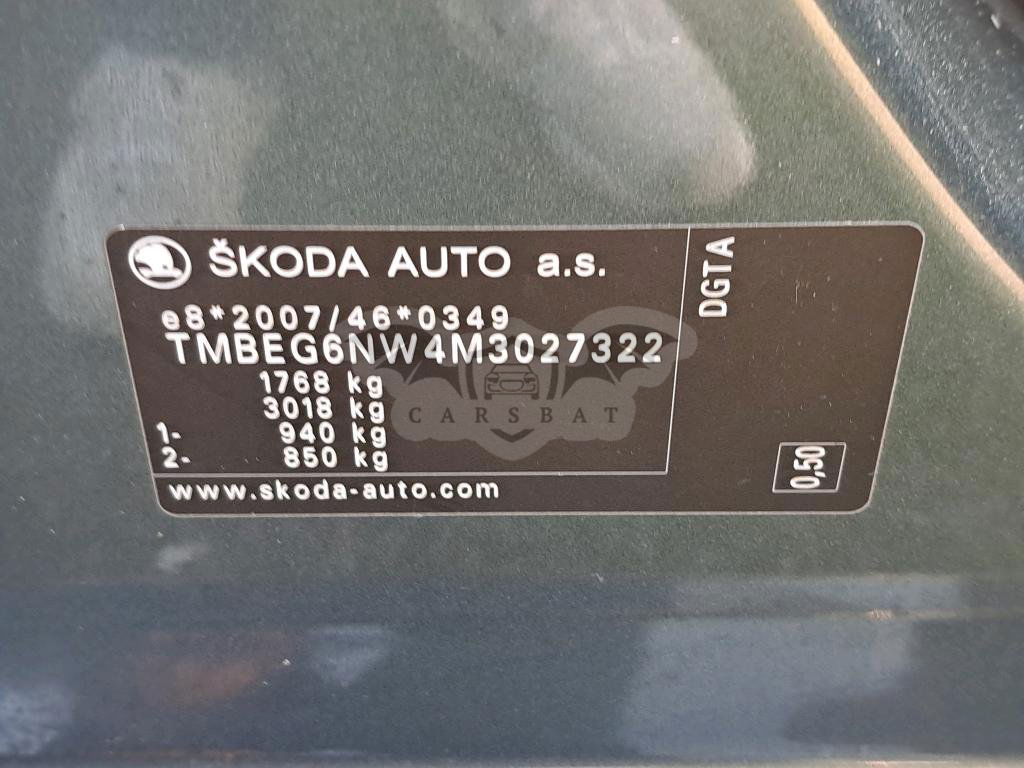 ŠKODA AUTO a.s.
e8*2007/46*0349
TMBEG6NW4M3027322
1768 kg
3018 kg
1- 940 kg
2- 850 kg
www.skoda-auto.com
DGTA
0,50
CARSBAT